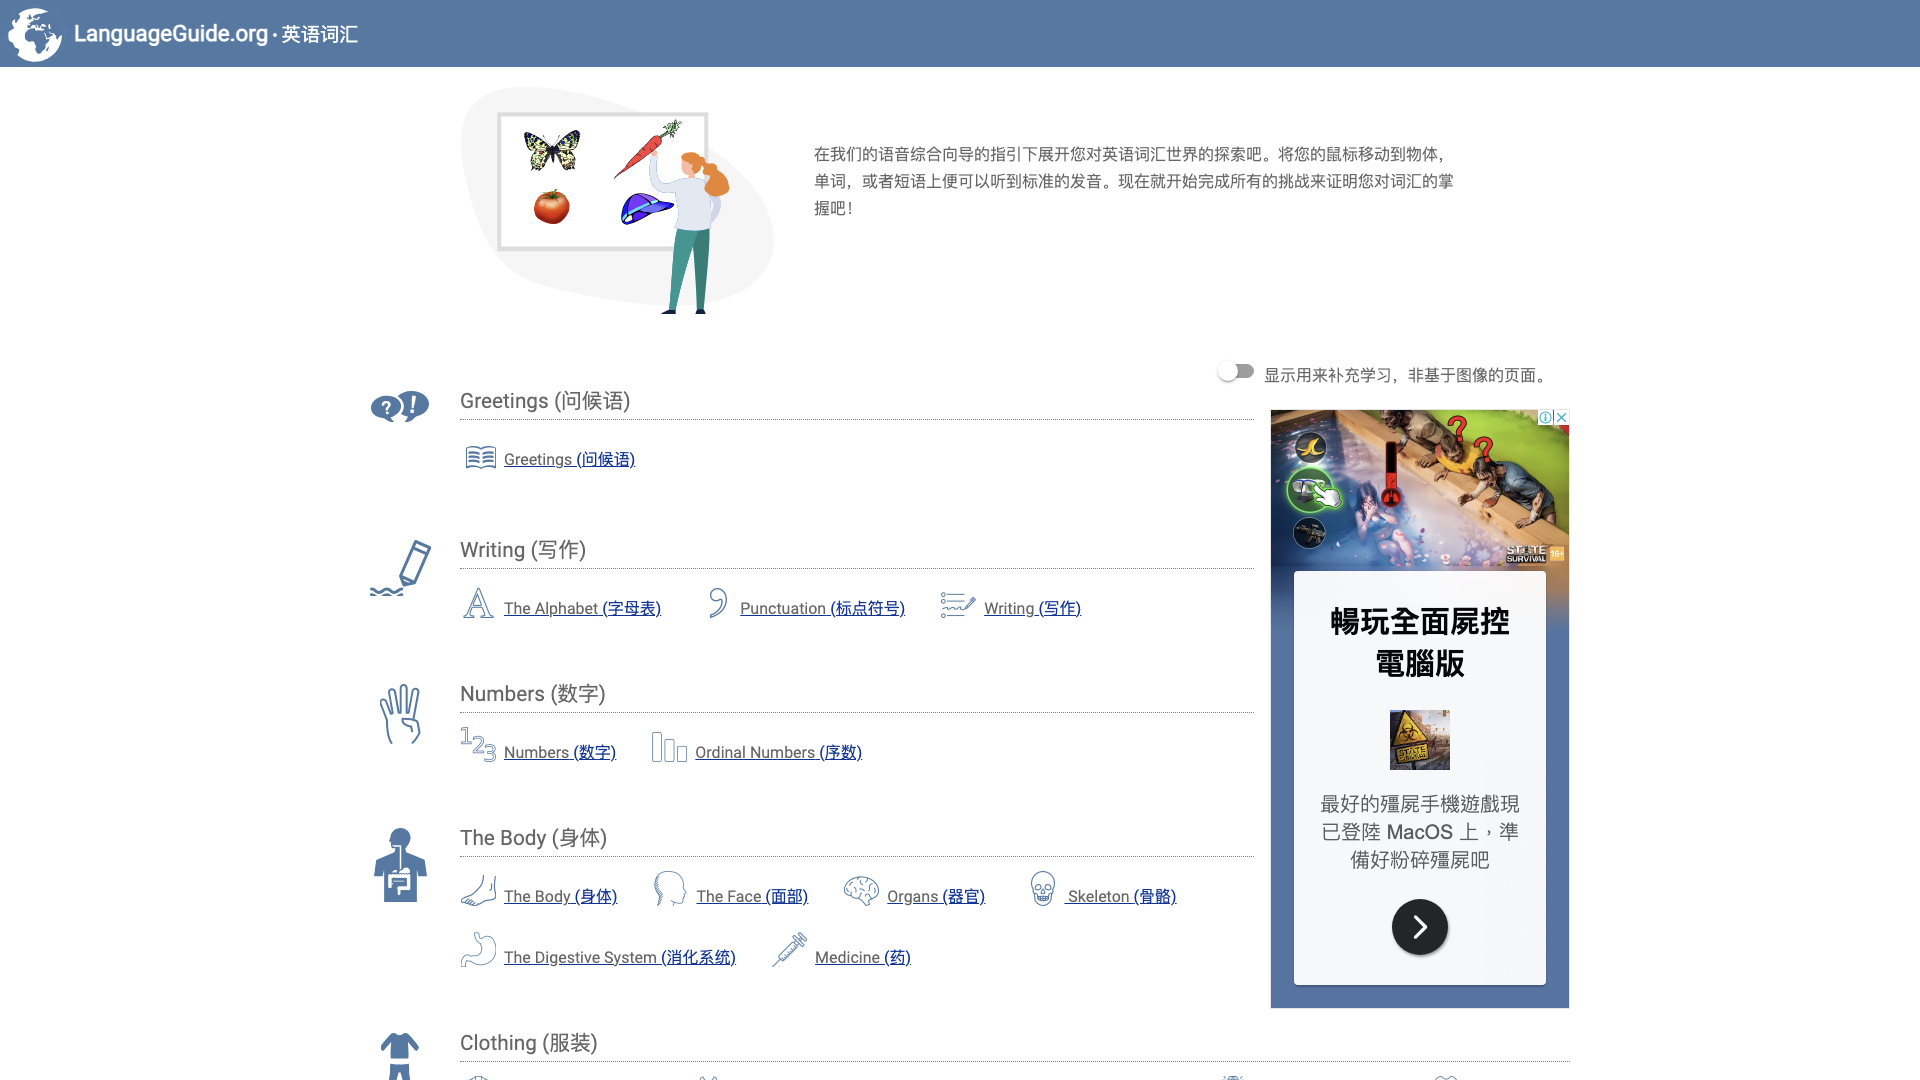 LanguageGuide.org • 英语词汇
在我们的语音综合向导的指引下展开您对英语词汇世界的探索吧。将您的鼠标移动到物体，
单词，或者短语上便可以听到标准的发音。现在就开始完成所有的挑战来证明您对词汇的掌
握吧！
显示用来补充学习，非基于图像的页面。
Greetings (问候语)
Greetings (问候语)
Writing (写作)
The Alphabet (字母表)
Punctuation (标点符号)
Writing (写作)
Numbers (数字)
123
Numbers (数字)
Ordinal Numbers (序数)
The Body (身体)
The Body (身体)
The Face (面部)
Organs (器官)
Skeleton (骨骼)
The Digestive System (消化系统)
Medicine (药)
Clothing (服装)
STATE
SURVIVAL
16+
暢玩全面屍控
電腦版
最好的殭屍手機遊戲現
已登陸 MacOS 上，準
備好粉碎殭屍吧